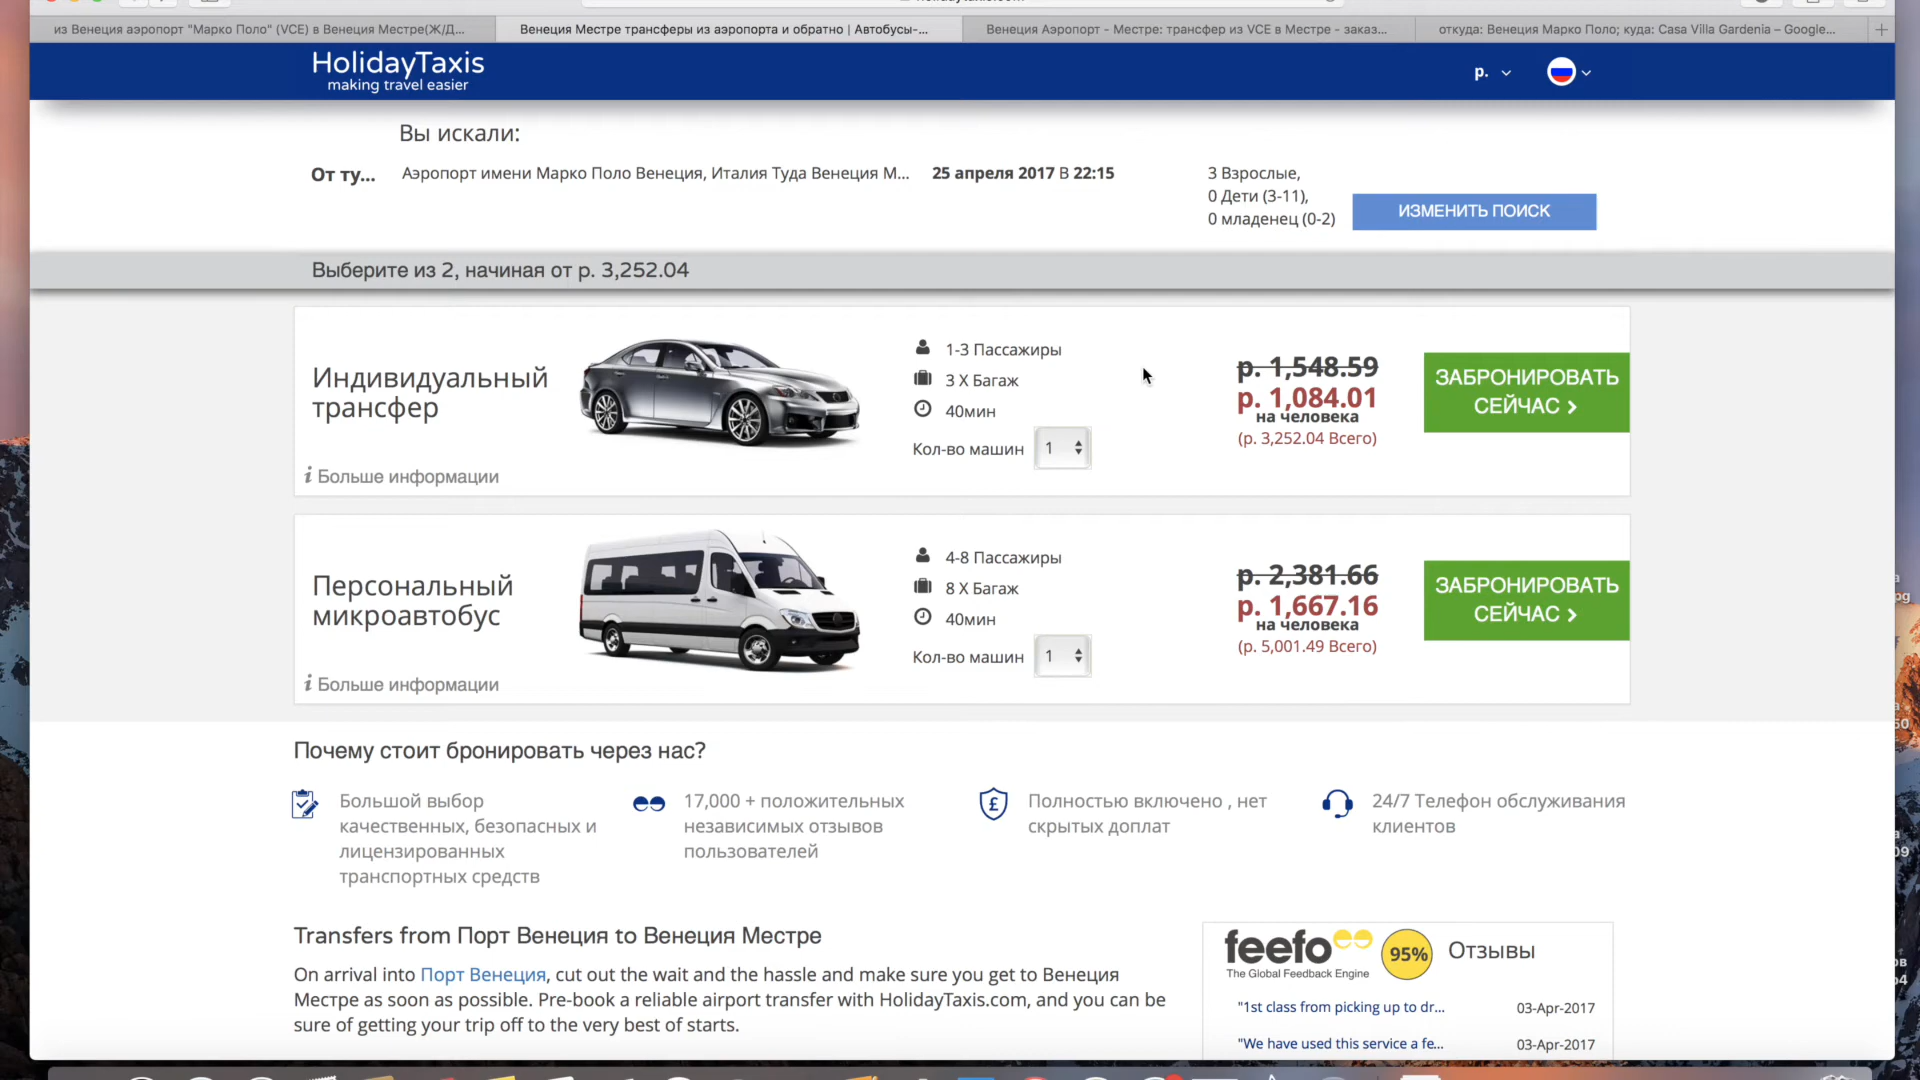 из Венеция аэропорт "Марко Поло" (VCE) в Венеция Местре(Ж/Д...
Венеция Местре трансферы из аэропорта и обратно | Автобусы-...
Венеция Аэропорт - Местре: трансфер из VCE в Местре - заказ...
откуда: Венеция Марко Поло; куда: Casa Villa Gardenia – Google...
HolidayTaxis
making travel easier
р.
Вы искали:
От ту...
Аэропорт имени Марко Поло Венеция, Италия Туда Венеция М...
25 апреля 2017 В 22:15
3 Взрослые,
0 Дети (3-11),
0 младенец (0-2)
ИЗМЕНИТЬ ПОИСК
Выберите из 2, начиная от р. 3,252.04
Индивидуальный
трансфер
1-3 Пассажиры
3 X Багаж
40мин
Кол-во машин 1
р. 1,548.59
р. 1,084.01
на человека
(р. 3,252.04 Всего)
ЗАБРОНИРОВАТЬ
СЕЙЧАС
i Больше информации
Персональный
микроавтобус
4-8 Пассажиры
8 X Багаж
40мин
Кол-во машин 1
р. 2,381.66
р. 1,667.16
на человека
(р. 5,001.49 Всего)
ЗАБРОНИРОВАТЬ
СЕЙЧАС
i Больше информации
Почему стоит бронировать через нас?
Большой выбор
качественных, безопасных и
лицензированных
транспортных средств
17,000 + положительных
независимых отзывов
пользователей
£
Полностью включено , нет
скрытых доплат
24/7 Телефон обслуживания
клиентов
Transfers from Порт Венеция to Венеция Местре
On arrival into Порт Венеция, cut out the wait and the hassle and make sure you get to Венеция
Местре as soon as possible. Pre-book a reliable airport transfer with HolidayTaxis.com, and you can be
sure of getting your trip off to the very best of starts.
feefo
The Global Feedback Engine
95%
Отзывы
"1st class from picking up to dr...
03-Apr-2017
"We have used this service a fe...
03-Apr-2017